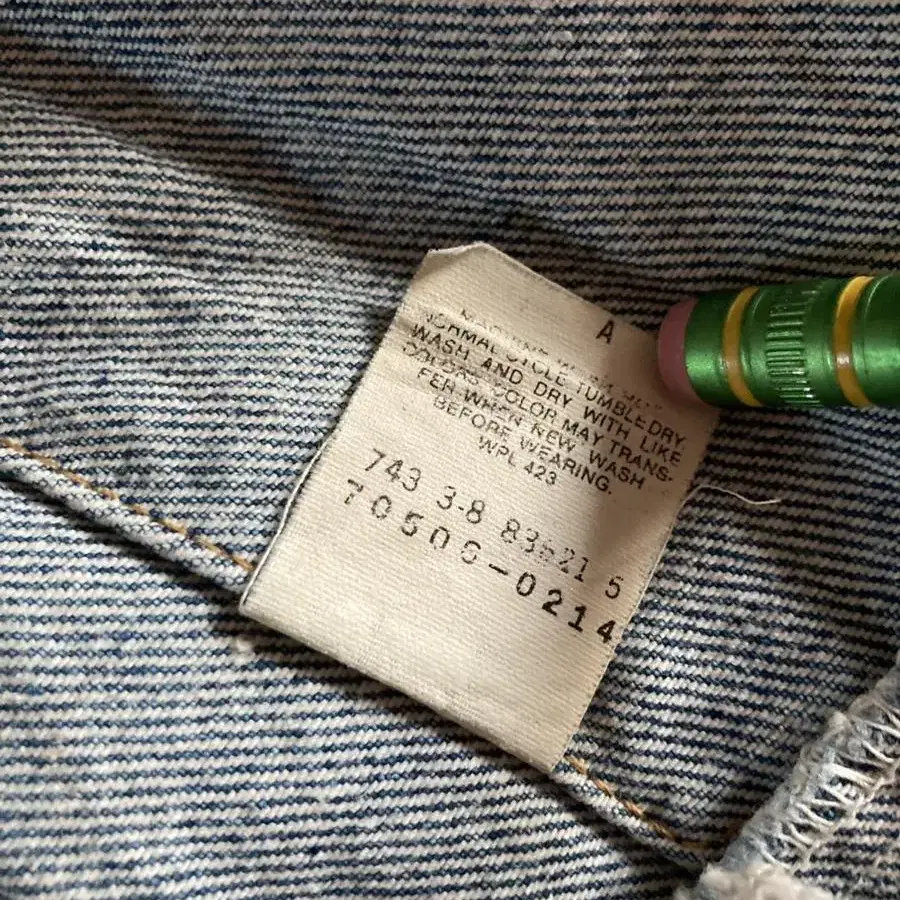 A
NORMAL CYCLE TUMBLE DRY
WASH AND DRY WITH LIKE
COLORS COLOR MAY TRANS-
FER WHEN NEW, WASH
BEFORE WEARING.
WPL 423
743 3-8 5
-0214